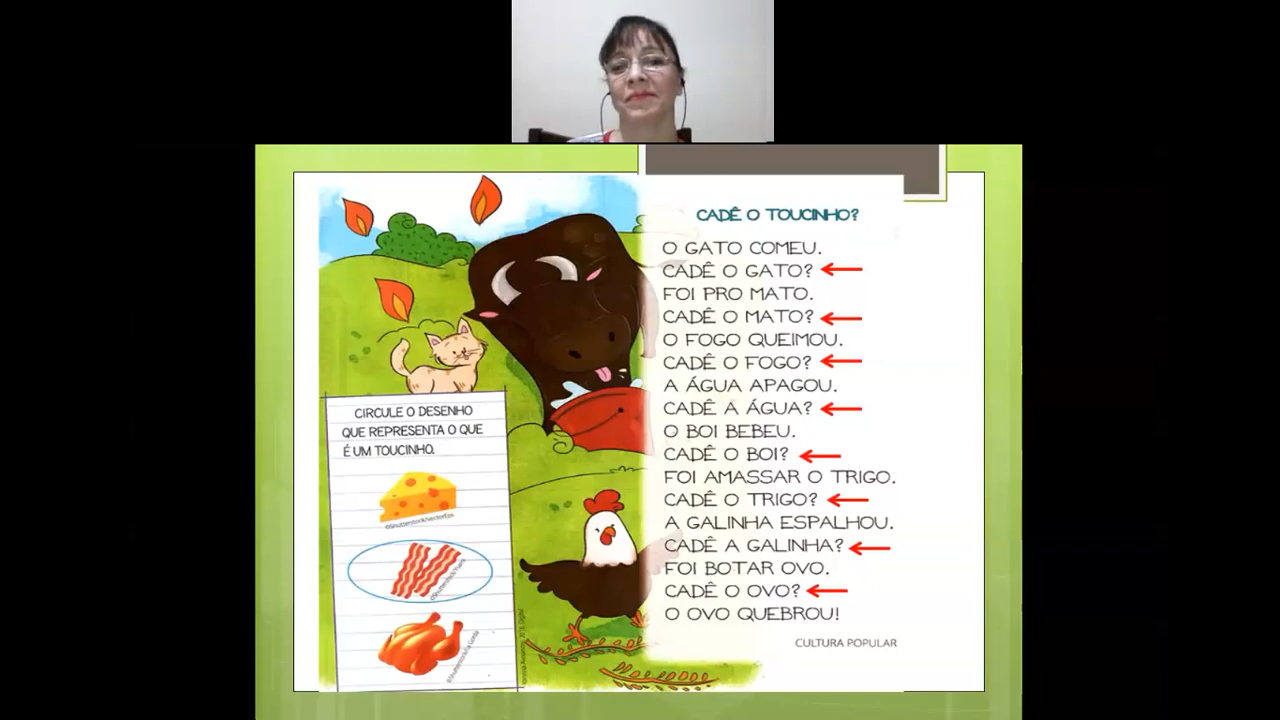 CADÊ O TOUCINHO?
O GATO COMEU.
CADÊ O GATO?
FOI PRO MATO.
CADÊ O MATO?
O FOGO QUEIMOU.
CADÊ O FOGO?
A ÁGUA APAGOU.
CADÊ A ÁGUA?
O BOI BEBEU.
CADÊ O BOI?
FOI AMASSAR O TRIGO.
CADÊ O TRIGO?
A GALINHA ESPALHOU.
CADÊ A GALINHA?
FOI BOTAR OVO.
CADÊ O OVO?
O OVO QUEBROU!
CULTURA POPULAR
CIRCULE O DESENHO
QUE REPRESENTA O QUE
É UM TOUCINHO.